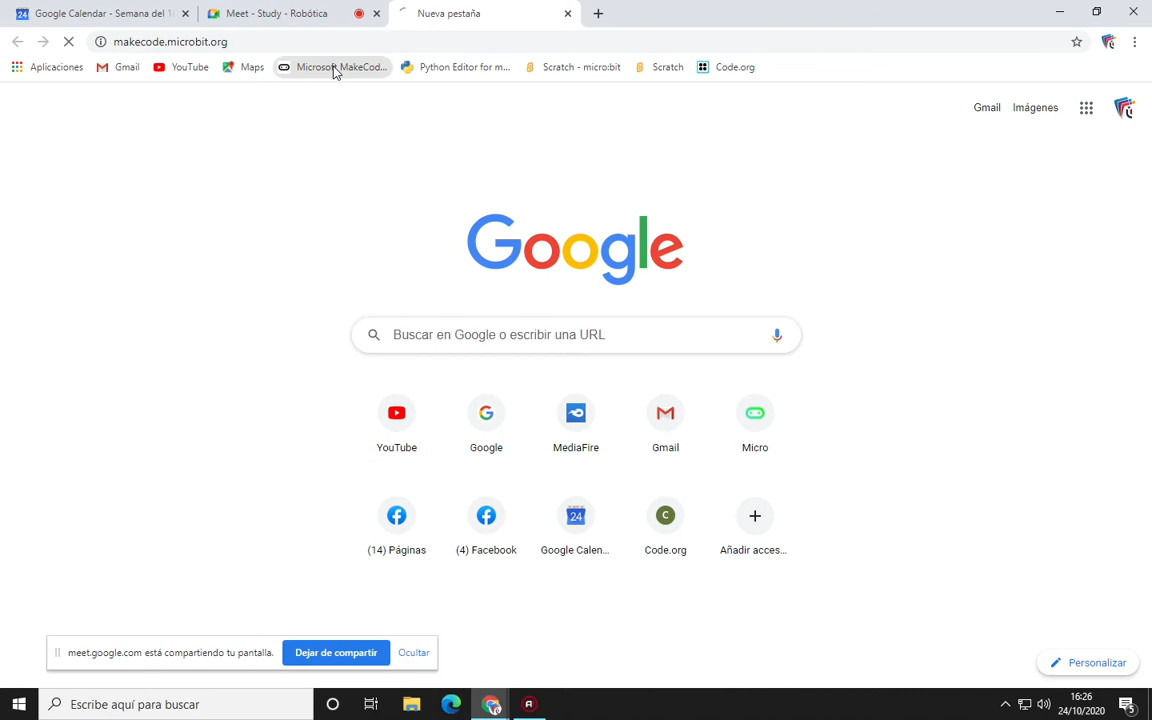 Google Calendar - Semana del 1
Meet - Study - Robótica
Nueva pestaña
makecode.microbit.org
Aplicaciones
Gmail
YouTube
Maps
Microsoft MakeCod...
Python Editor for m...
Scratch - micro:bit
Scratch
Code.org
Gmail
Imágenes
Google
Buscar en Google o escribir una URL
YouTube
Google
MediaFire
Gmail
Micro
(14) Páginas
(4) Facebook
Google Calen...
C
Code.org
Añadir acces...
meet.google.com está compartiendo tu pantalla.
Dejar de compartir
Ocultar
Personalizar
Escribe aquí para buscar
16:26
24/10/2020
5